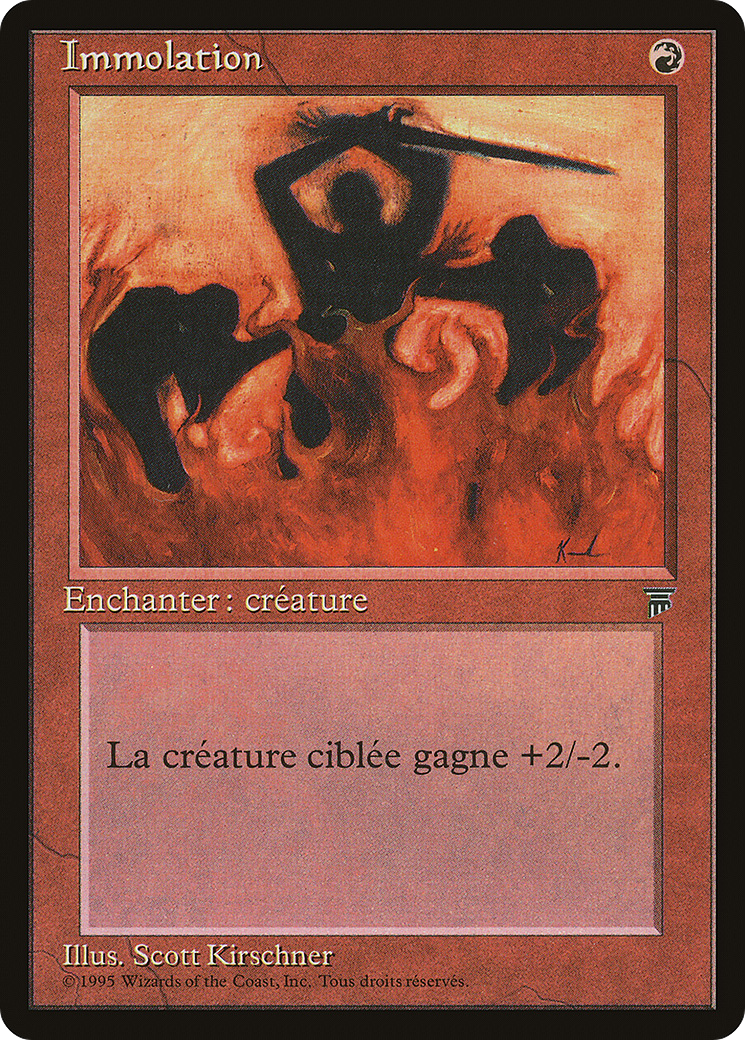 Immolation
Enchanter : créature
La créature ciblée gagne +2/-2.
Illus. Scott Kirschner
©1995 Wizards of the Coast, Inc. Tous droits réservés.